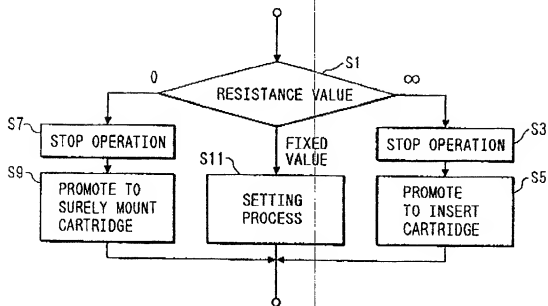 S1
RESISTANCE VALUE
0
∞
FIXED
VALUE
S7
STOP OPERATION
S9
PROMOTE TO
SURELY MOUNT
CARTRIDGE
S11
SETTING
PROCESS
S3
STOP OPERATION
S5
PROMOTE
TO INSERT
CARTRIDGE